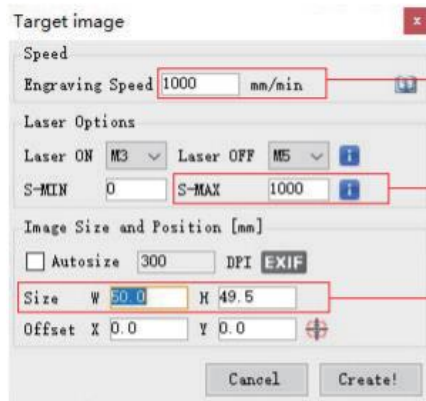 Target image x
Speed
Engraving Speed 1000 mm/min
Laser Options
Laser ON M3 Laser OFF M5 i
S-MIN 0 S-MAX 1000 i
Image Size and Position [mm]
Autosize 300 DPI EXIF
Size W 50.0 H 49.5
Offset X 0.0 Y 0.0
Cancel Create!